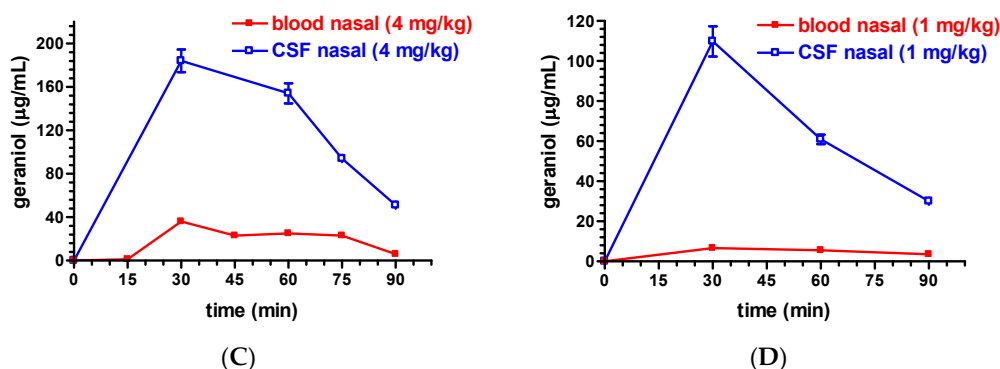 blood nasal (4 mg/kg)
CSF nasal (4 mg/kg)
geraniol (µg/mL)
200
160
120
80
40
0
0 15 30 45 60 75 90
time (min)
(C)
blood nasal (1 mg/kg)
CSF nasal (1 mg/kg)
geraniol (µg/mL)
120
100
80
60
40
20
0
0 15 30 45 60 75 90
time (min)
(D)